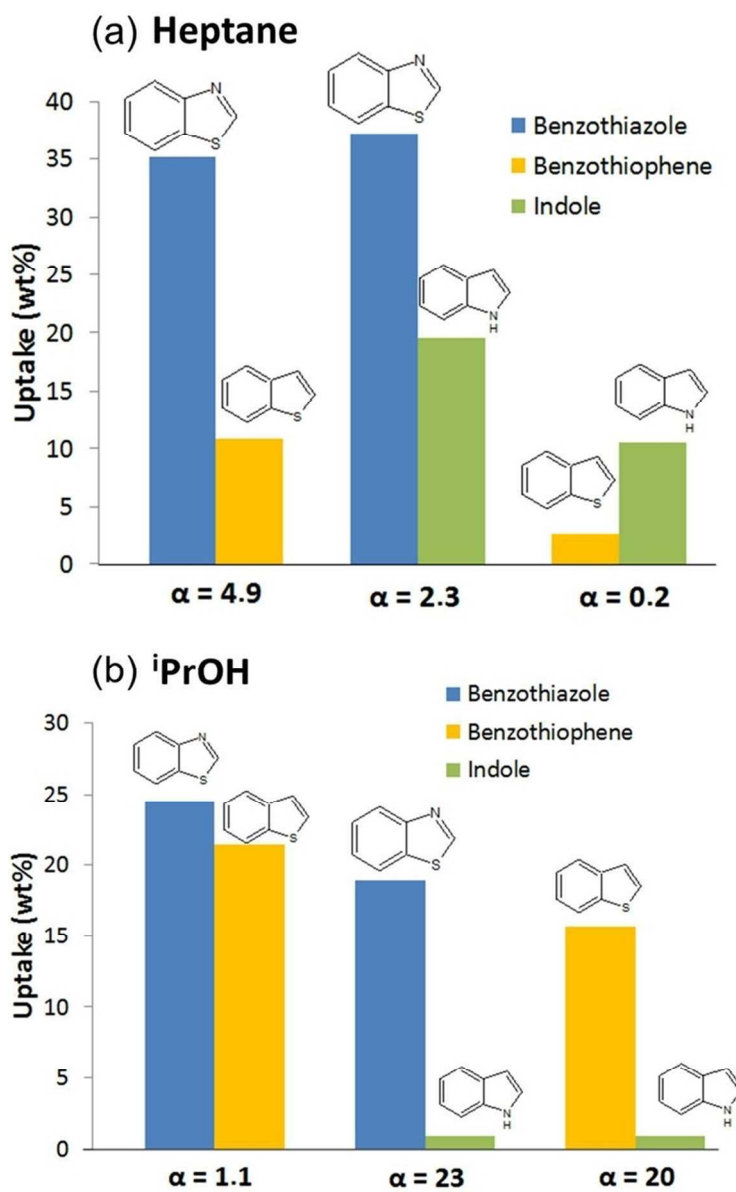 (a) Heptane
Uptake (wt%)
40
35
30
25
20
15
10
5
0
N
S
N
S
Benzothiazole
Benzothiophene
Indole
S
N
H
S
N
H
α = 4.9
α = 2.3
α = 0.2
(b) ⁱPrOH
Uptake (wt%)
30
25
20
15
10
5
0
Benzothiazole
Benzothiophene
Indole
N
S
S
N
S
N
H
S
N
H
α = 1.1
α = 23
α = 20